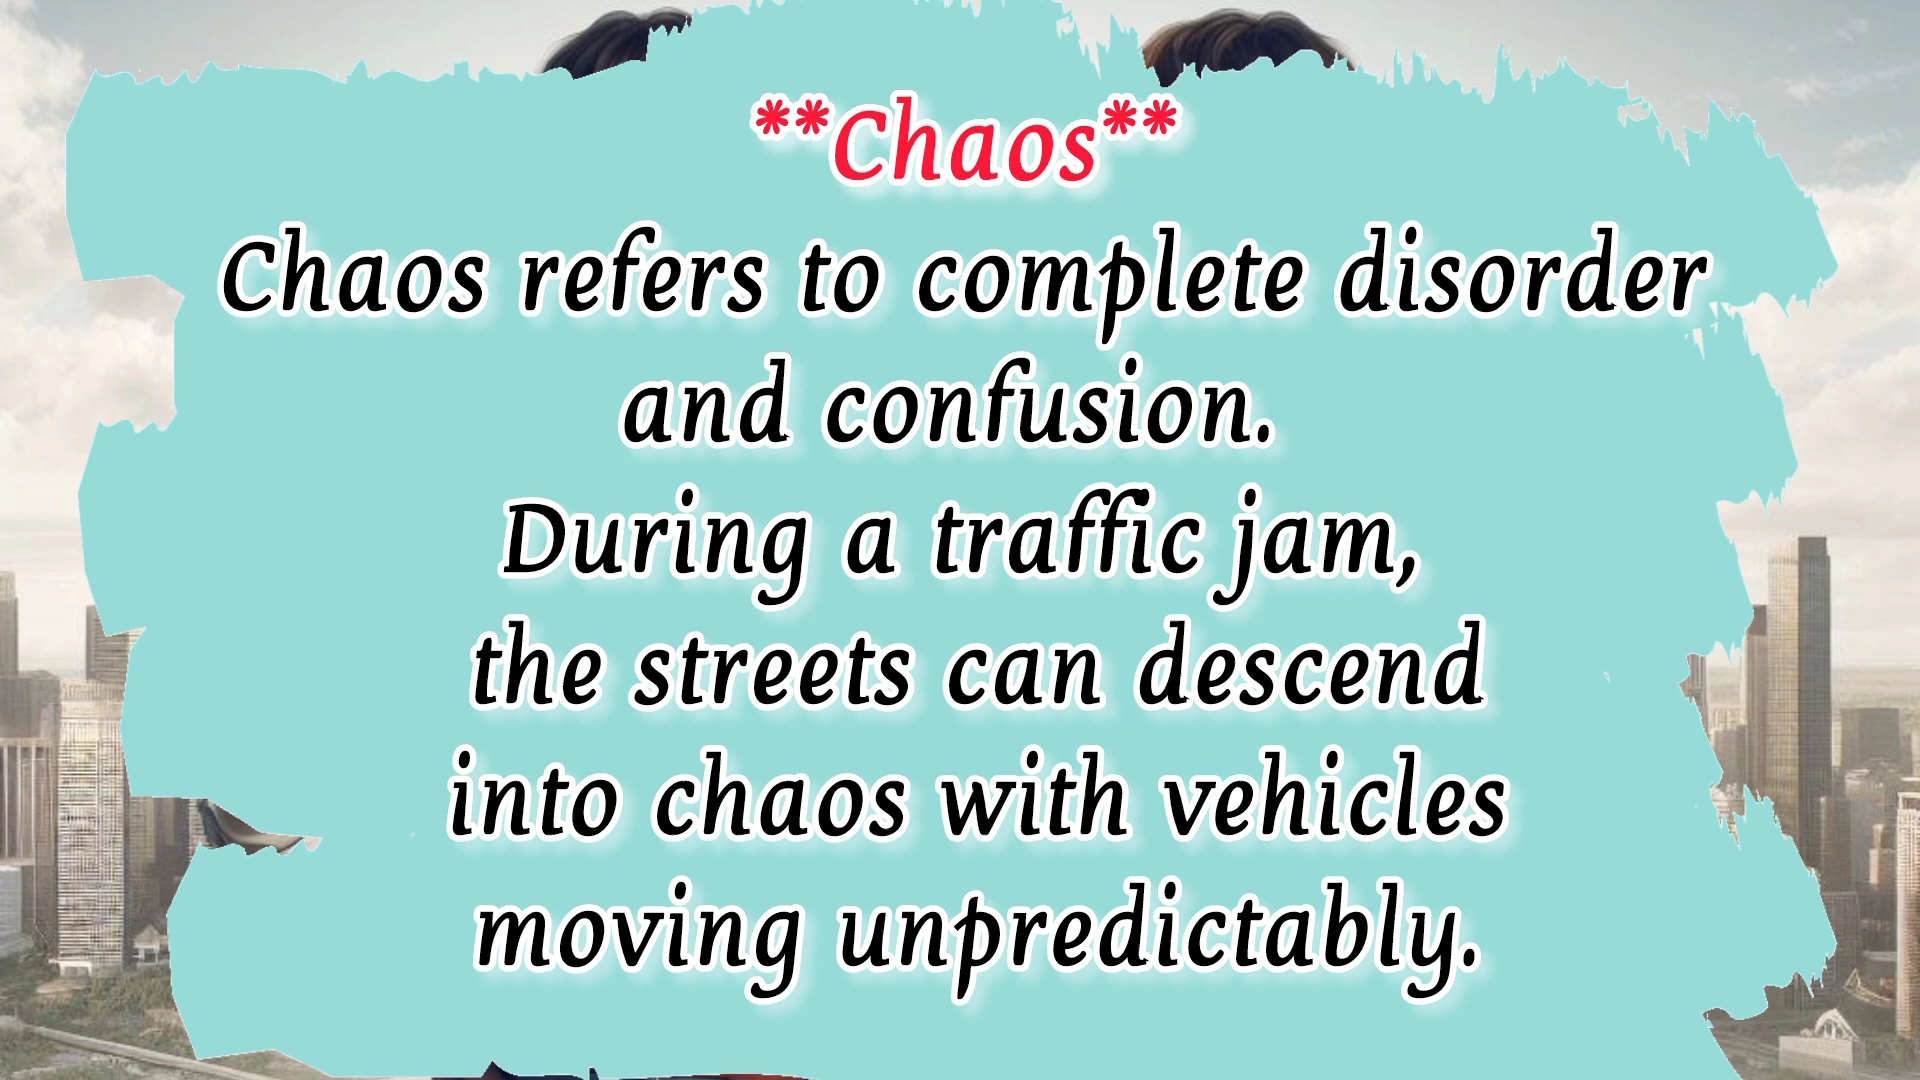 **Chaos**
Chaos refers to complete disorder
and confusion.
During a traffic jam,
the streets can descend
into chaos with vehicles
moving unpredictably.